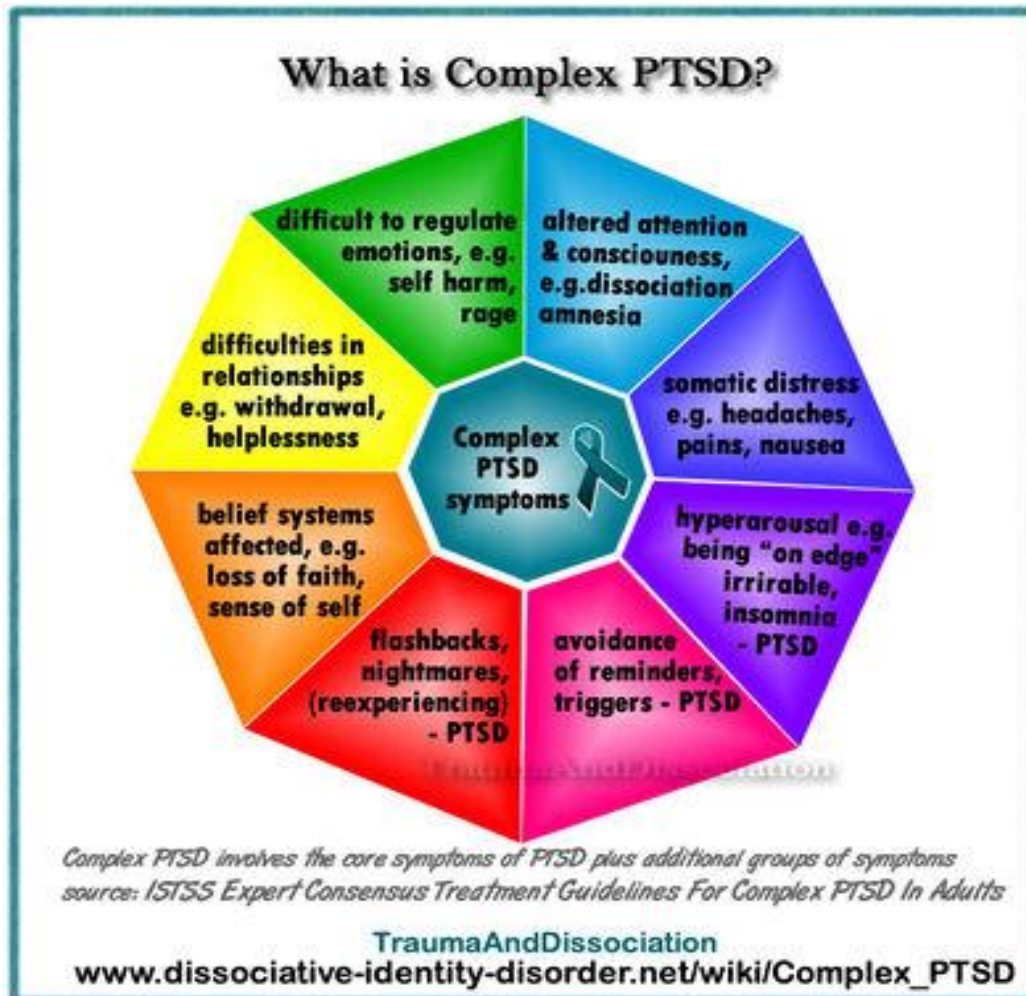 What is Complex PTSD?
difficult to regulate
emotions, e.g.
self harm,
rage
altered attention
& consciouness,
e.g.dissociation
amnesia
somatic distress
e.g. headaches,
pains, nausea
hyperarousal e.g.
being "on edge"
irrirable,
insomnia
- PTSD
avoidance
of reminders,
triggers - PTSD
flashbacks,
nightmares,
(reexperiencing)
- PTSD
belief systems
affected, e.g.
loss of faith,
sense of self
difficulties in
relationships
e.g. withdrawal,
helplessness
Complex
PTSD
symptoms
TraumaAndDissociation
Complex PTSD involves the core symptoms of PTSD plus additional groups of symptoms
source: ISTSS Expert Consensus Treatment Guidelines For Complex PTSD In Adults
TraumaAndDissociation
www.dissociative-identity-disorder.net/wiki/Complex_PTSD